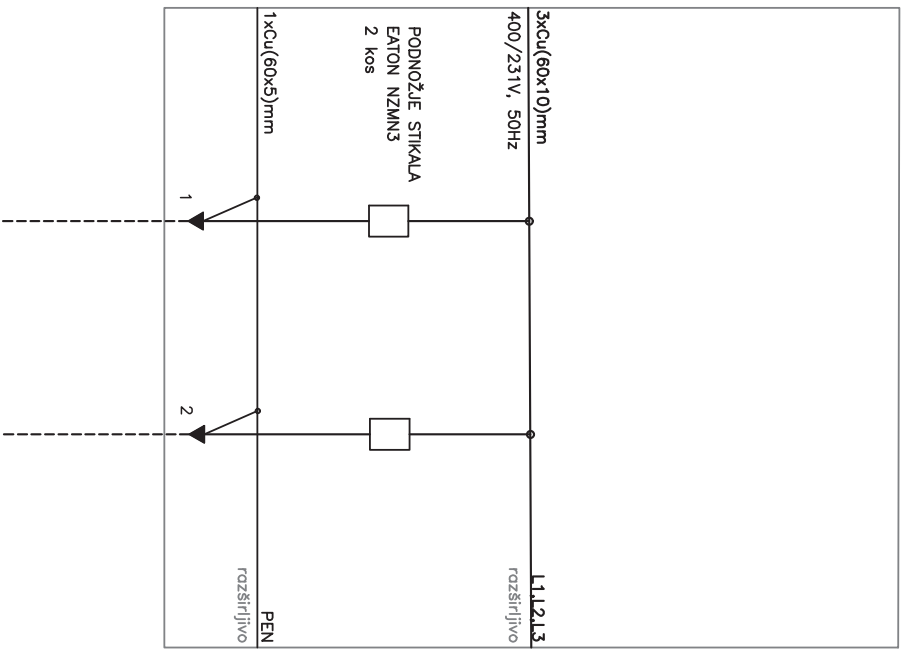 3xCu(60x10)mm
400/231V, 50Hz
L1,L2,L3
razširljivo
PODNOŽJE STIKALA
EATON NZMN3
2 kos
1xCu(60x5)mm
PEN
razširljivo
1
2